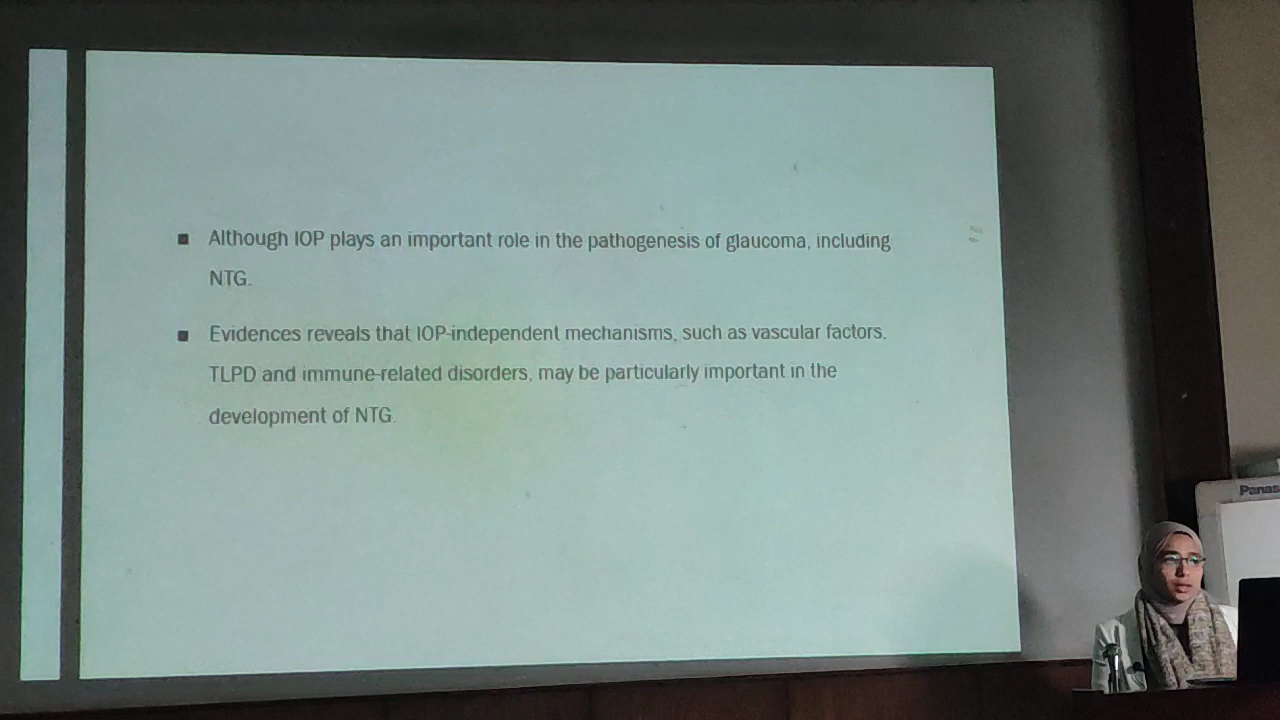 Although IOP plays an important role in the pathogenesis of glaucoma, including
NTG.
Evidences reveals that IOP-independent mechanisms, such as vascular factors,
TLPD and immune-related disorders, may be particularly important in the
development of NTG.
Panas